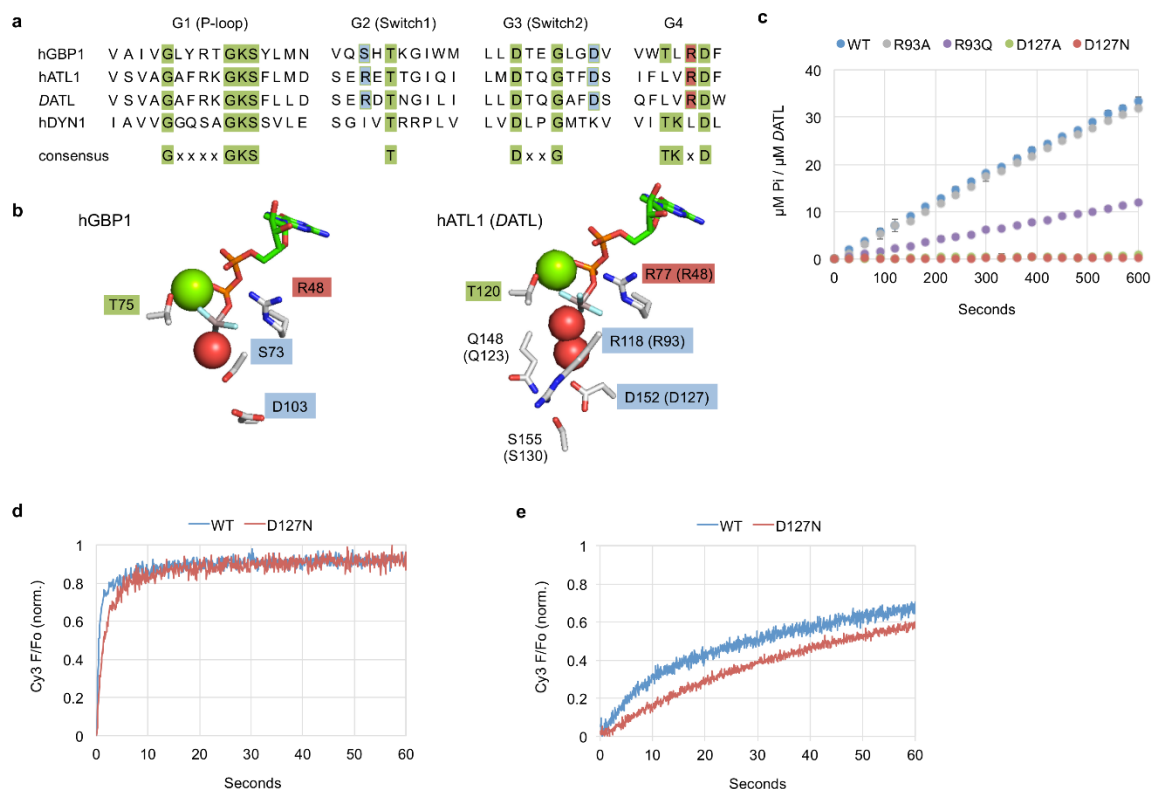 a
G1 (P-loop) G2 (Switch1) G3 (Switch2) G4
hGBP1 V A I V G L Y R T G K S Y L M N V Q S H T K G I W M L L D T E G L G D V V W T L R D F
hATL1 V S V A G A F R K G K S F L M D S E R E T T G I Q I L M D T Q G T F D S I F L V R D F
DATL V S V A G A F R K G K S F L L D S E R D T N G I L I L L D T Q G A F D S Q F L V R D W
hDYN1 I A V V G G Q S A G K S S V L E S G I V T R R P L V L V D L P G M T K V V I T K L D L
consensus G x x x x G K S T D x x G T K x D
b
hGBP1 hATL1 (DATL)
T75
R48
S73
D103
T120
R77 (R48)
Q148
(Q123)
R118 (R93)
D152 (D127)
S155
(S130)
c
WT R93A R93Q D127A D127N
µM Pi / µM DATL
40
30
20
10
0
0 100 200 300 400 500 600
Seconds
d
WT D127N
Cy3 F/Fo (norm.)
1
0.8
0.6
0.4
0.2
0
0 10 20 30 40 50 60
Seconds
e
WT D127N
Cy3 F/Fo (norm.)
1
0.8
0.6
0.4
0.2
0
0 10 20 30 40 50 60
Seconds